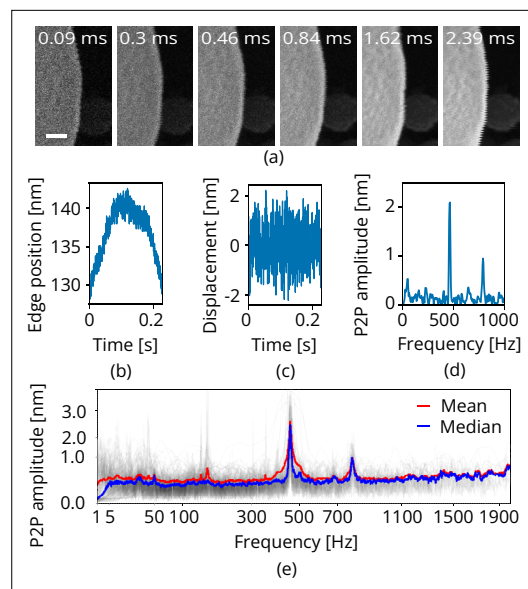 0.09 ms 0.3 ms 0.46 ms 0.84 ms 1.62 ms 2.39 ms
(a)
Edge position [nm]
140
135
130
0 0.2
Time [s]
(b)
Displacement [nm]
2
0
-2
0 0.2
Time [s]
(c)
P2P amplitude [nm]
2
1
0
0 500 1000
Frequency [Hz]
(d)
P2P amplitude [nm]
3.0
2.0
1.0
0.0
Mean
Median
1 5 50 100 300 500 700 1100 1500 1900
Frequency [Hz]
(e)